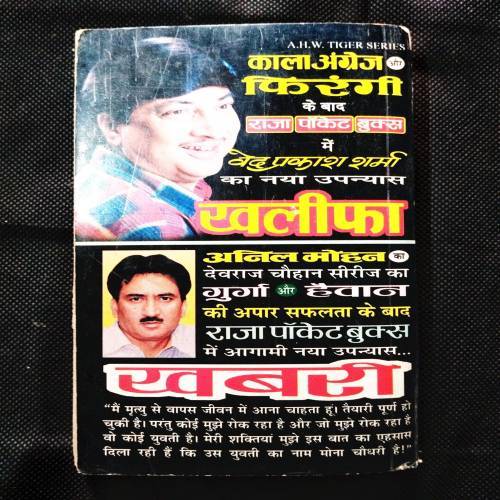 A.H.W. TIGER SERIES
काला अंग्रेज और
फिरंगी
के बाद
राजा पॉकेट बुक्स
में
वेद प्रकाश शर्मा
का नया उपन्यास
खलीफा
अनिल मोहन का
देवराज चौहान सीरीज का
गुर्गा और हैवान
की अपार सफलता के बाद
राजा पॉकेट बुक्स
में आगामी नया उपन्यास...
खबरी
“मैं मृत्यु से वापस जीवन में आना चाहता हूं। तैयारी पूर्ण हो
चुकी है। परंतु कोई मुझे रोक रहा है और जो मुझे रोक रहा है
वो कोई युवती है। मेरी शक्तियां मुझे इस बात का एहसास
दिला रही हैं कि उस युवती का नाम मोना चौधरी है!”